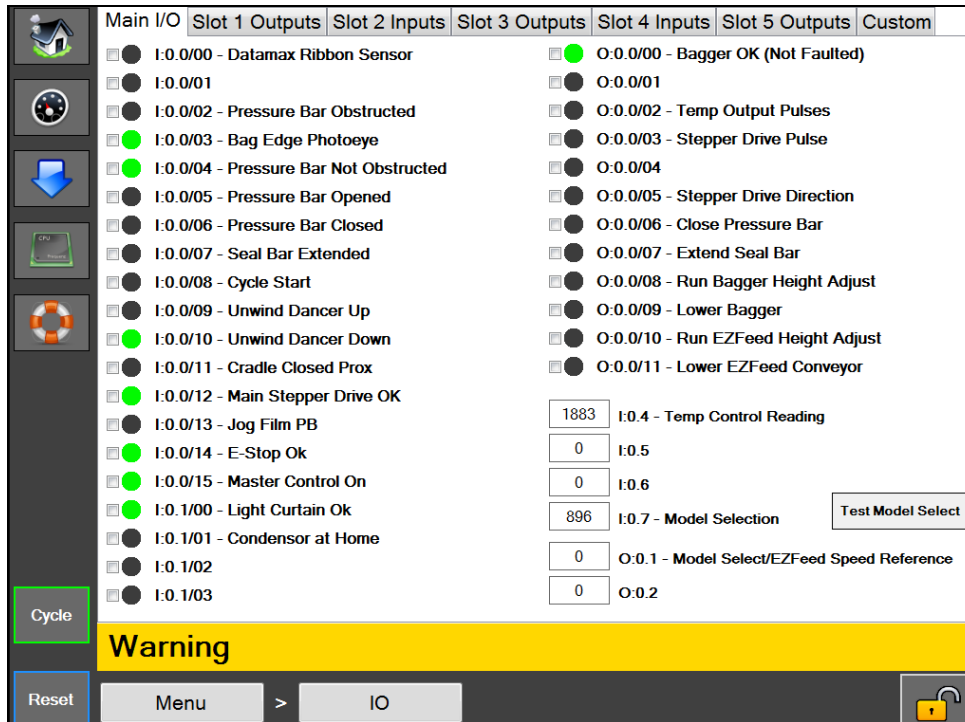 Main I/O Slot 1 Outputs Slot 2 Inputs Slot 3 Outputs Slot 4 Inputs Slot 5 Outputs Custom
I:0.0/00 - Datamax Ribbon Sensor
I:0.0/01
I:0.0/02 - Pressure Bar Obstructed
I:0.0/03 - Bag Edge Photoeye
I:0.0/04 - Pressure Bar Not Obstructed
I:0.0/05 - Pressure Bar Opened
I:0.0/06 - Pressure Bar Closed
I:0.0/07 - Seal Bar Extended
I:0.0/08 - Cycle Start
I:0.0/09 - Unwind Dancer Up
I:0.0/10 - Unwind Dancer Down
I:0.0/11 - Cradle Closed Prox
I:0.0/12 - Main Stepper Drive OK
I:0.0/13 - Jog Film PB
I:0.0/14 - E-Stop Ok
I:0.0/15 - Master Control On
I:0.1/00 - Light Curtain Ok
I:0.1/01 - Condensor at Home
I:0.1/02
I:0.1/03
O:0.0/00 - Bagger OK (Not Faulted)
O:0.0/01
O:0.0/02 - Temp Output Pulses
O:0.0/03 - Stepper Drive Pulse
O:0.0/04
O:0.0/05 - Stepper Drive Direction
O:0.0/06 - Close Pressure Bar
O:0.0/07 - Extend Seal Bar
O:0.0/08 - Run Bagger Height Adjust
O:0.0/09 - Lower Bagger
O:0.0/10 - Run EZFeed Height Adjust
O:0.0/11 - Lower EZFeed Conveyor
1883 I:0.4 - Temp Control Reading
0 I:0.5
0 I:0.6
896 I:0.7 - Model Selection
Test Model Select
0 O:0.1 - Model Select/EZFeed Speed Reference
0 O:0.2
CPU
Cycle
Warning
Reset
Menu > IO